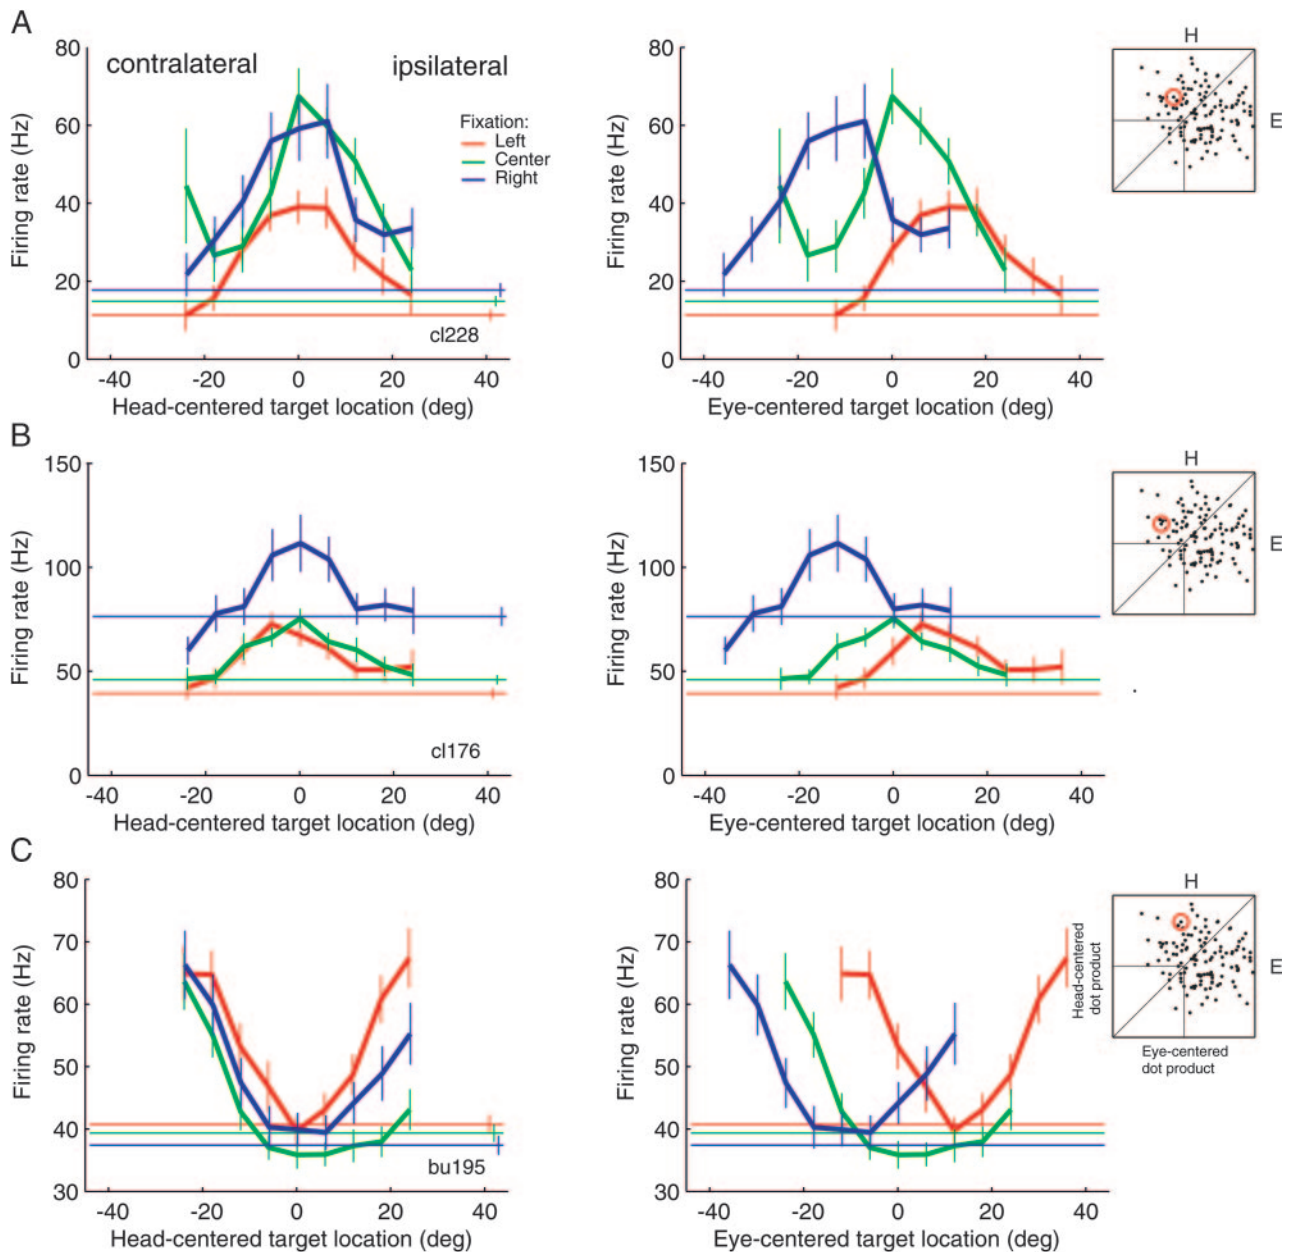 A
80
60
40
20
0
Firing rate (Hz)
contralateral
ipsilateral
Fixation:
Left
Center
Right
cl228
-40 -20 0 20 40
Head-centered target location (deg)
80
60
40
20
0
Firing rate (Hz)
-40 -20 0 20 40
Eye-centered target location (deg)
H
E
B
150
100
50
0
Firing rate (Hz)
cl176
-40 -20 0 20 40
Head-centered target location (deg)
150
100
50
0
Firing rate (Hz)
-40 -20 0 20 40
Eye-centered target location (deg)
H
E
C
80
70
60
50
40
30
Firing rate (Hz)
bu195
-40 -20 0 20 40
Head-centered target location (deg)
80
70
60
50
40
30
Firing rate (Hz)
-40 -20 0 20 40
Eye-centered target location (deg)
H
E
Head-centered
dot product
Eye-centered
dot product